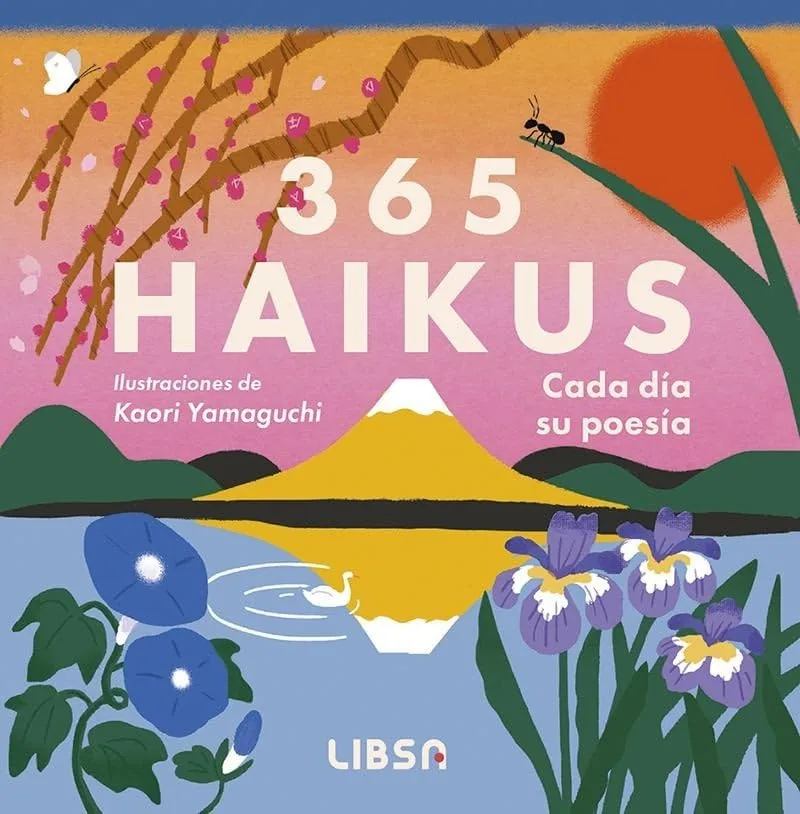 365
HAIKUS
Ilustraciones de
Kaori Yamaguchi
Cada día
su poesía
LIBSA